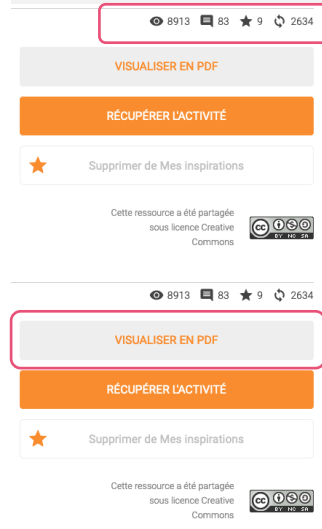 8913 83 9 2634
VISUALISER EN PDF
RÉCUPÉRER L'ACTIVITÉ
Supprimer de Mes inspirations
Cette ressource a été partagée
sous licence Creative
Commons
cc BY NC SA
8913 83 9 2634
VISUALISER EN PDF
RÉCUPÉRER L'ACTIVITÉ
Supprimer de Mes inspirations
Cette ressource a été partagée
sous licence Creative
Commons
cc BY NC SA